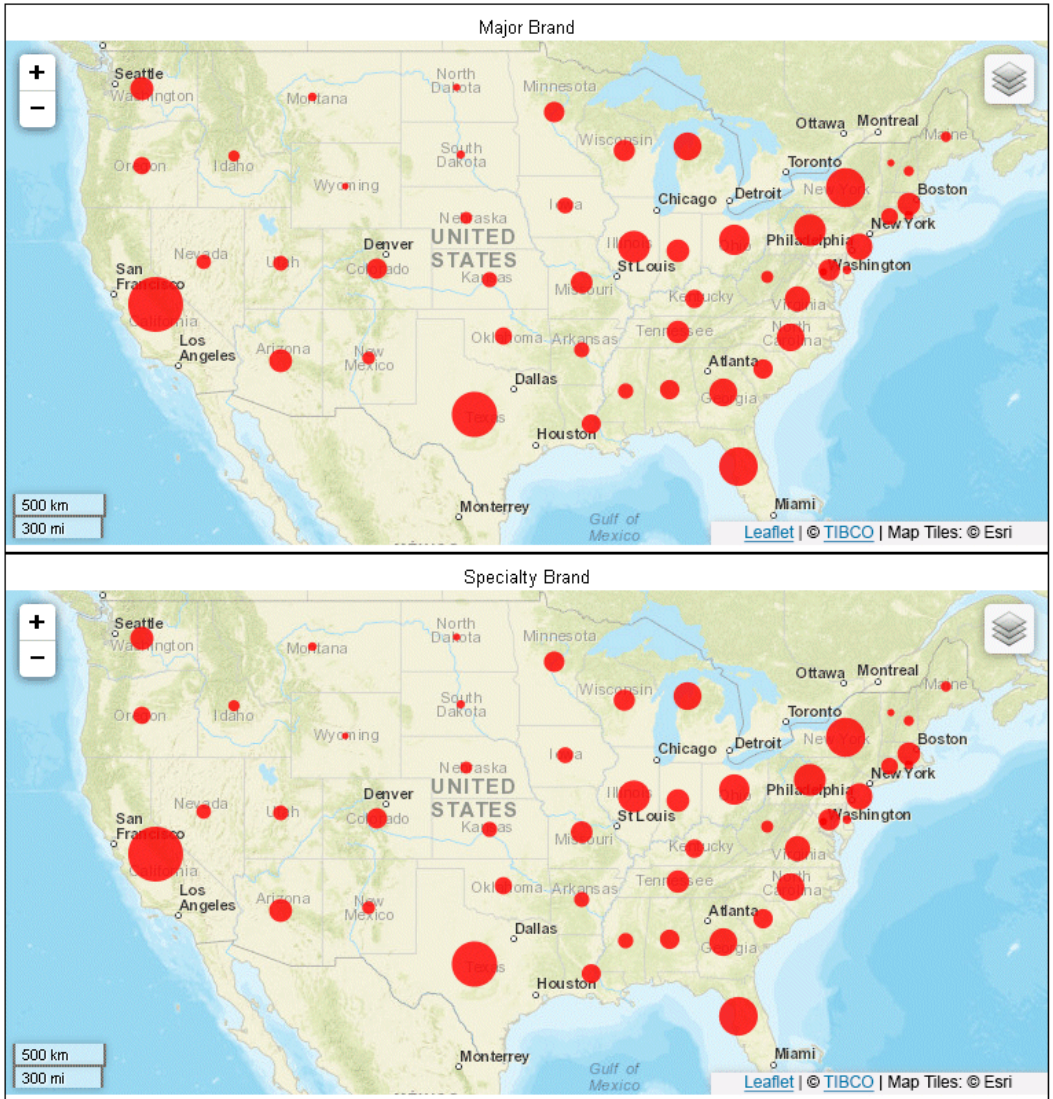 Major Brand
+
−
Seattle
Washington
Montana
North
Dakota
Minnesota
Ottawa
Montreal
Maine
Oregon
Idaho
South
Dakota
Wisconsin
Toronto
Wyoming
New York
Boston
Chicago
Detroit
Nebraska
Iowa
New York
Nevada
Utah
Denver
Colorado
UNITED
STATES
Illinois
Ohio
Philadelphia
San
Francisco
Kansas
St Louis
Missouri
Washington
California
Kentucky
Virginia
Los
Angeles
Arizona
New
Mexico
Oklahoma
Arkansas
Tennessee
North
Carolina
Atlanta
Georgia
Dallas
Texas
Houston
Monterrey
Miami
Gulf of
Mexico
500 km
300 mi
MÉXICO
Leaflet | © TIBCO | Map Tiles: © Esri
Specialty Brand
+
−
Seattle
Washington
Montana
North
Dakota
Minnesota
Ottawa
Montreal
Maine
Oregon
Idaho
South
Dakota
Wisconsin
Toronto
Wyoming
New York
Boston
Chicago
Detroit
Nebraska
Iowa
New York
Nevada
Utah
Denver
Colorado
UNITED
STATES
Illinois
Ohio
Philadelphia
San
Francisco
Kansas
St Louis
Missouri
Washington
California
Kentucky
Virginia
Los
Angeles
Arizona
New
Mexico
Oklahoma
Arkansas
Tennessee
North
Carolina
Atlanta
Georgia
Dallas
Texas
Houston
Monterrey
Miami
Gulf of
Mexico
500 km
300 mi
MÉXICO
Leaflet | © TIBCO | Map Tiles: © Esri